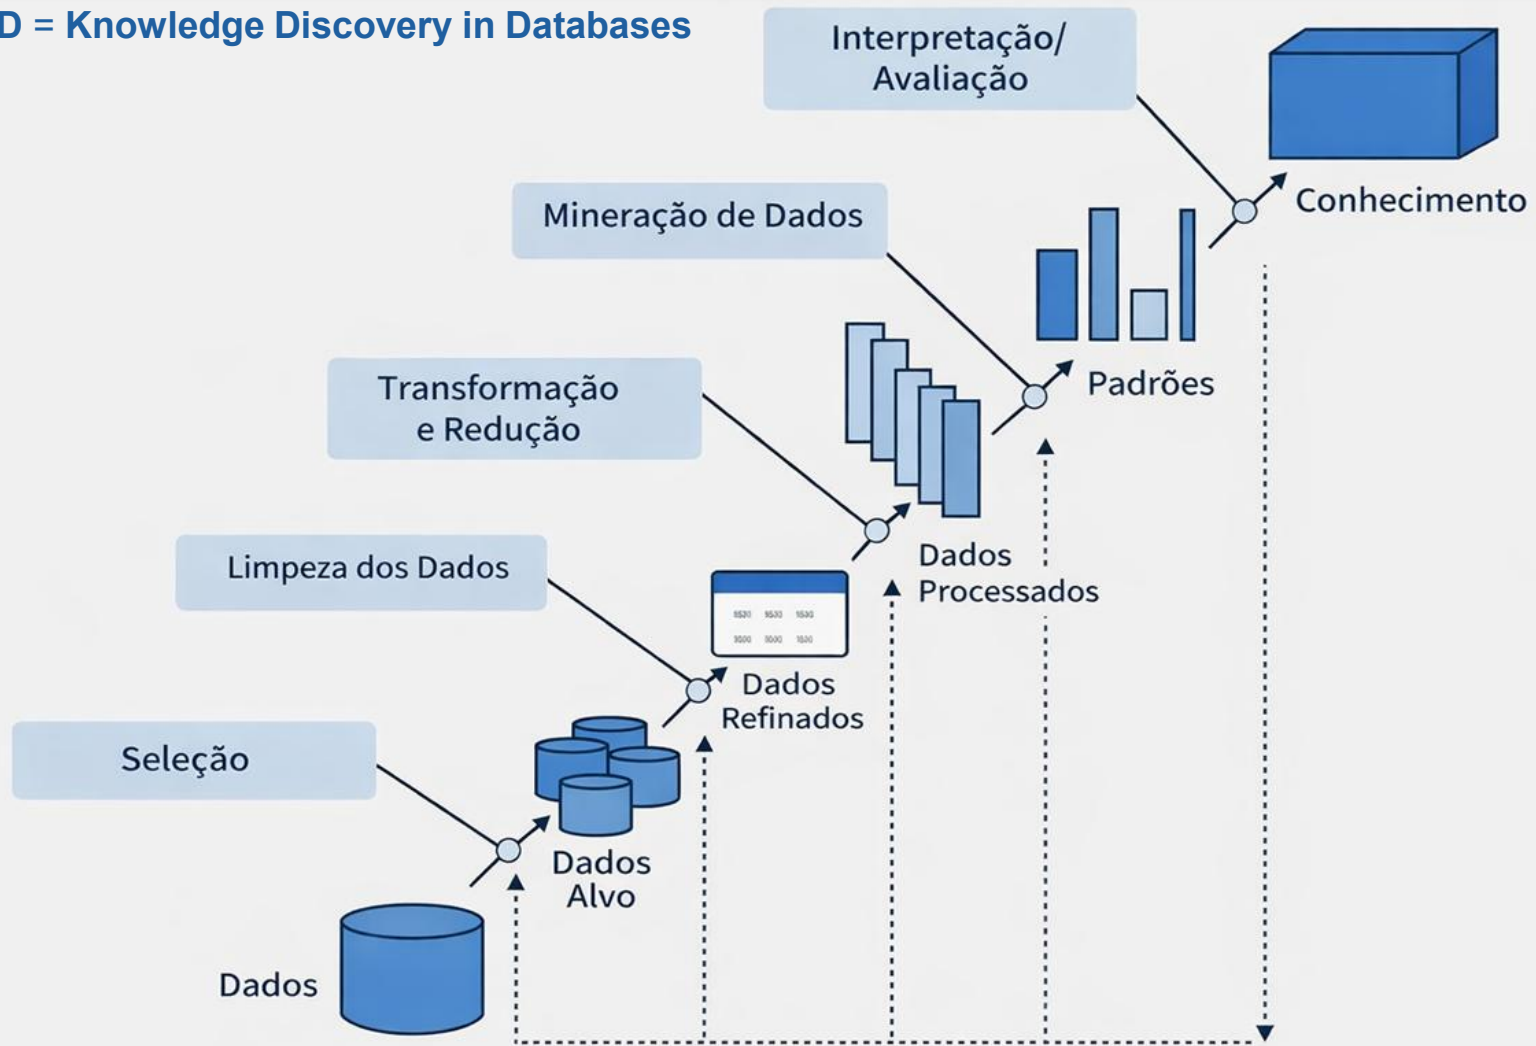 D = Knowledge Discovery in Databases
Interpretação/
Avaliação
Conhecimento
Mineração de Dados
Padrões
Transformação
e Redução
Dados
Processados
Limpeza dos Dados
Dados
Refinados
Seleção
Dados
Alvo
Dados